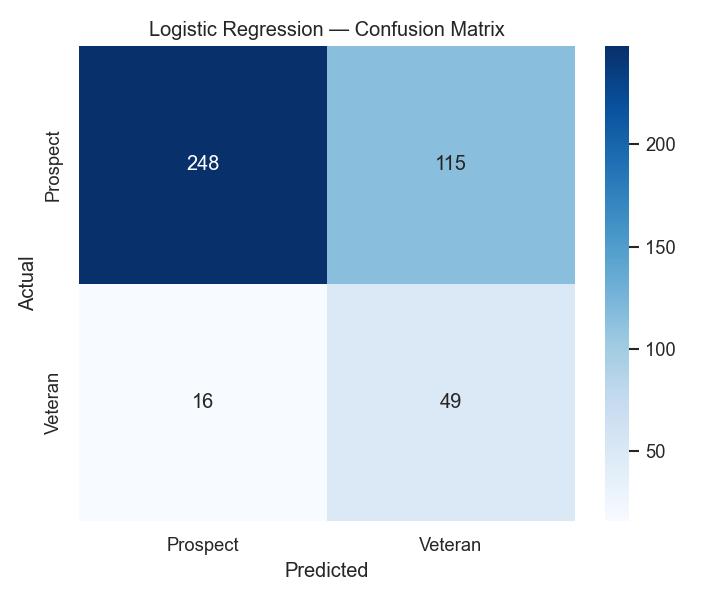 Logistic Regression — Confusion Matrix
Actual
Prospect
Veteran
248
115
16
49
Prospect
Veteran
Predicted
200
150
100
50